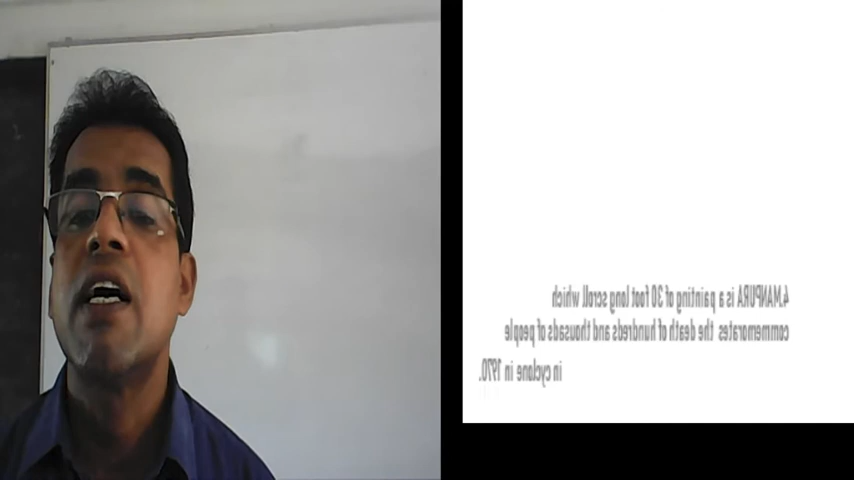 4.MANPURA is a painting of 30 foot long scroll which
commemorates the death of hundreds and thousads of people
in cyclone in 1970.